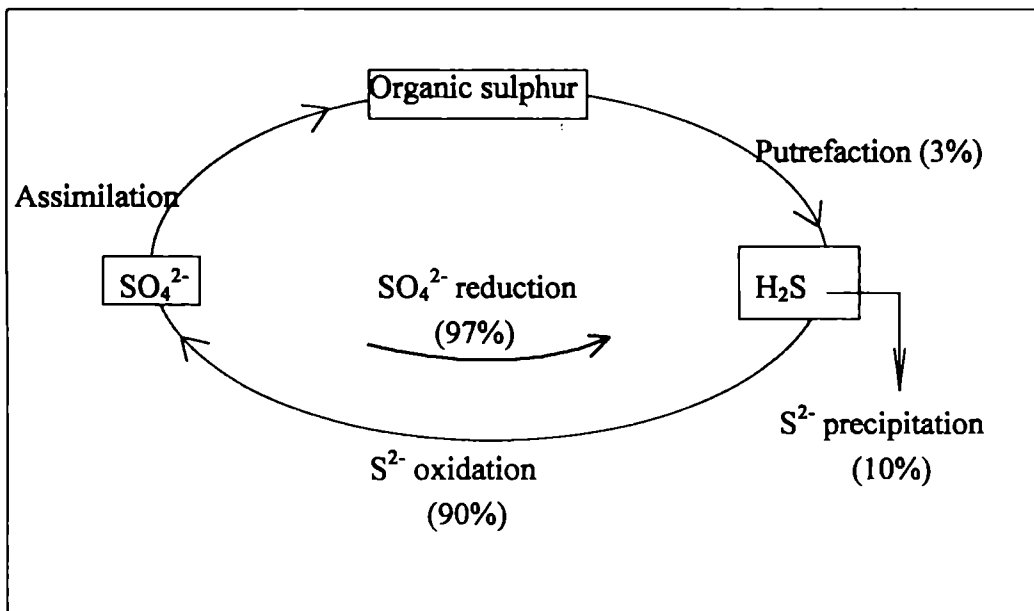 Organic sulphur
Putrefaction (3%)
Assimilation
SO₄²⁻
SO₄²⁻ reduction
(97%)
H₂S
S²⁻ precipitation
(10%)
S²⁻ oxidation
(90%)